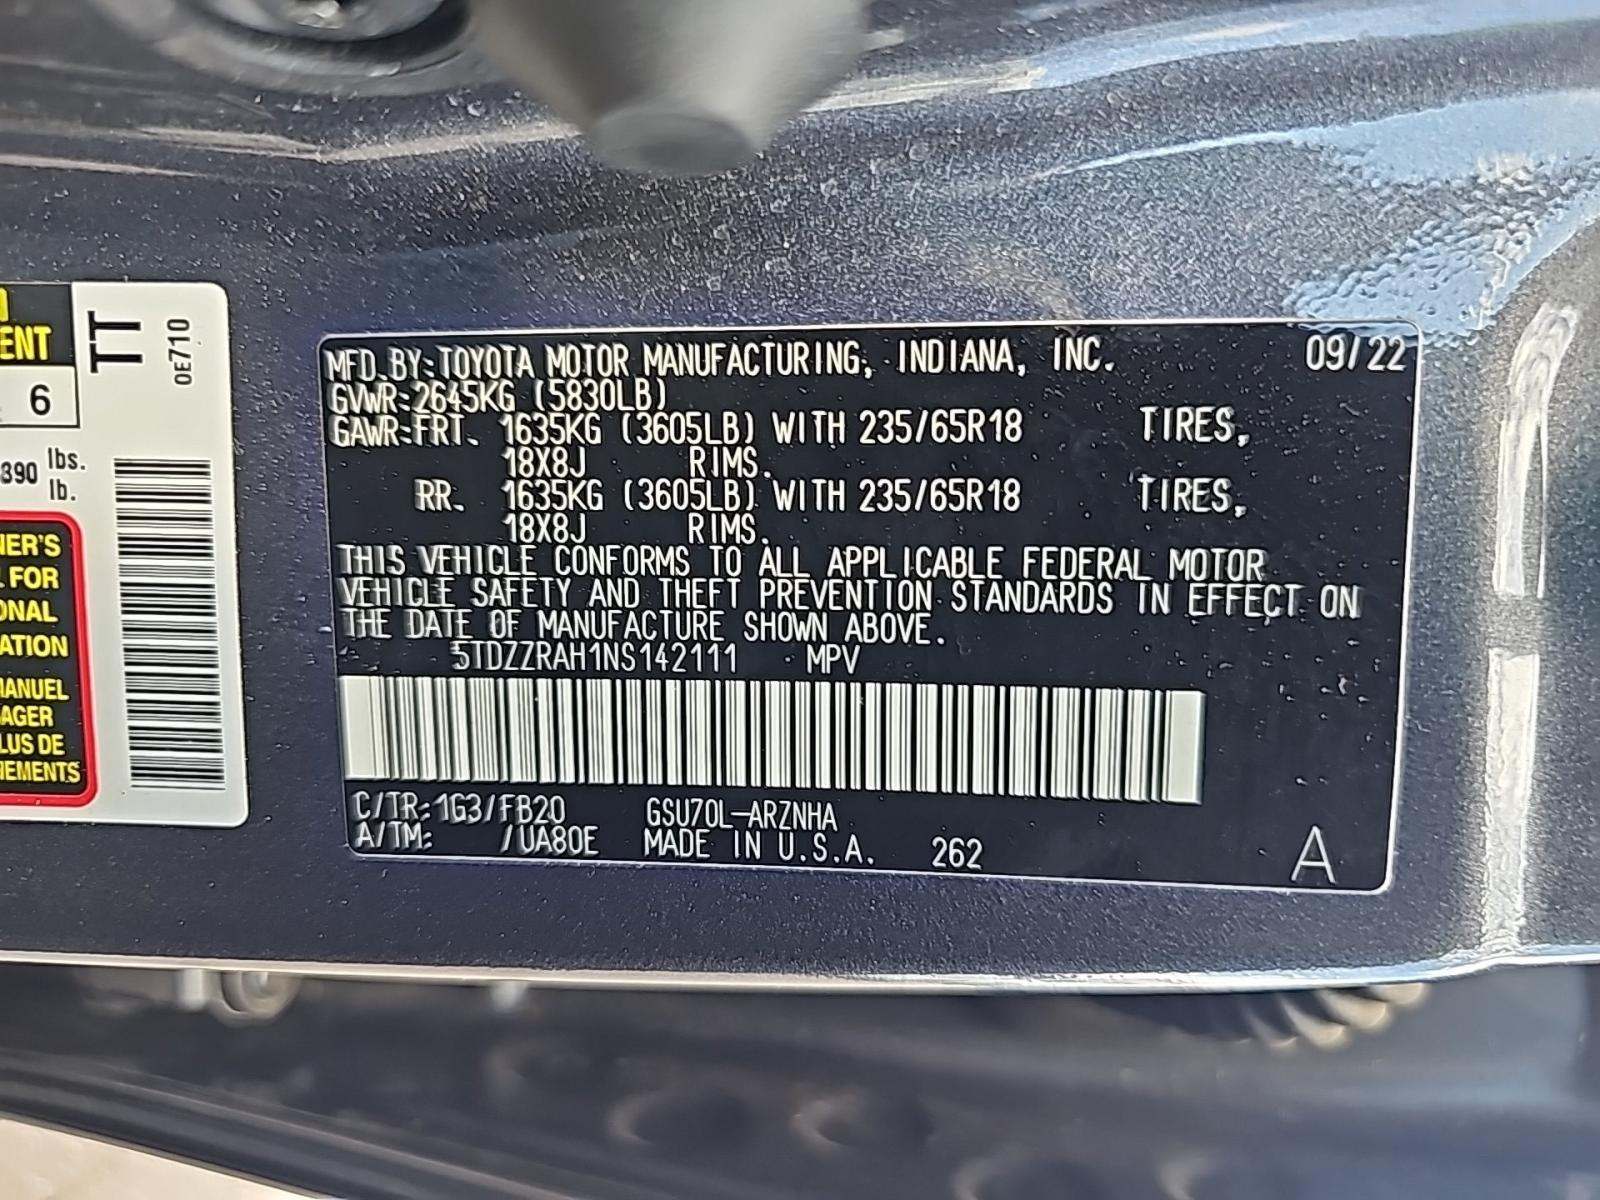 ENT
6
TT
0E710
390 lbs.
lb.
NER'S
FOR
ONAL
ATION
MANUEL
AGER
LUS DE
NEMENTS
MFD. BY: TOYOTA MOTOR MANUFACTURING, INDIANA, INC. 09/22
GVWR: 2645KG (5830LB)
GAWR: FRT. 1635KG (3605LB) WITH 235/65R18 TIRES,
18X8J RIMS.
RR. 1635KG (3605LB) WITH 235/65R18 TIRES,
18X8J RIMS.
THIS VEHICLE CONFORMS TO ALL APPLICABLE FEDERAL MOTOR
VEHICLE SAFETY AND THEFT PREVENTION STANDARDS IN EFFECT ON
THE DATE OF MANUFACTURE SHOWN ABOVE.
5TDZZRAH1NS142111 MPV
C/TR: 1G3/FB20 GSU70L-ARZNHA
A/TM: /UA80E MADE IN U.S.A. 262
A